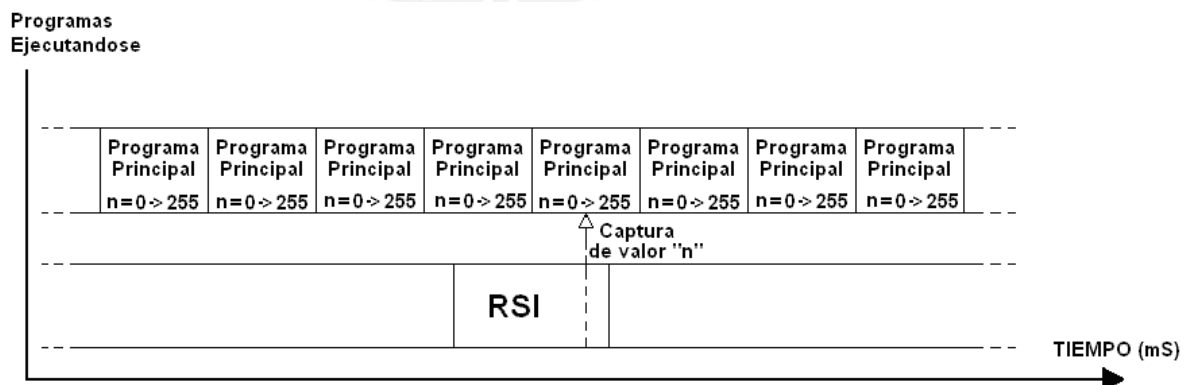 Programas
Ejecutandose
Programa Programa Programa Programa Programa Programa Programa Programa
Principal Principal Principal Principal Principal Principal Principal Principal
n=0->255 n=0->255 n=0->255 n=0->255 n=0->255 n=0->255 n=0->255 n=0->255
Captura
de valor "n"
RSI
TIEMPO (mS)